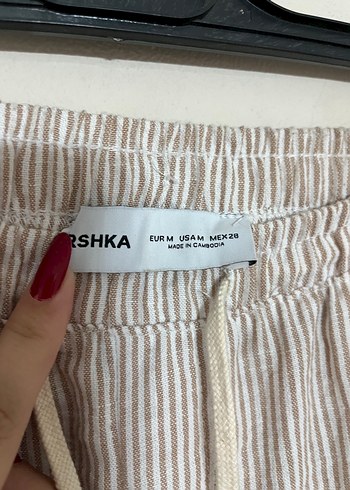 RSHKA
EUR M USA M MEX 28
MADE IN CAMBODIA